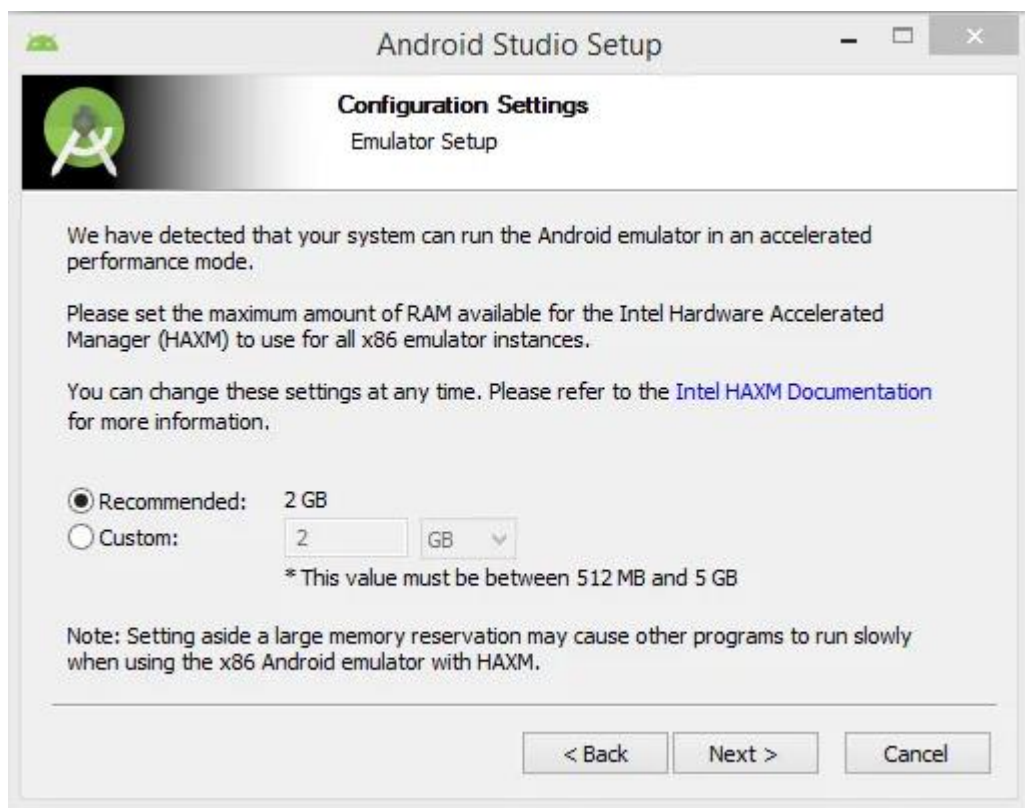 Android Studio Setup
Configuration Settings
Emulator Setup
We have detected that your system can run the Android emulator in an accelerated
performance mode.
Please set the maximum amount of RAM available for the Intel Hardware Accelerated
Manager (HAXM) to use for all x86 emulator instances.
You can change these settings at any time. Please refer to the Intel HAXM Documentation
for more information.
Recommended: 2 GB
Custom: 2 GB
* This value must be between 512 MB and 5 GB
Note: Setting aside a large memory reservation may cause other programs to run slowly
when using the x86 Android emulator with HAXM.
< Back Next > Cancel